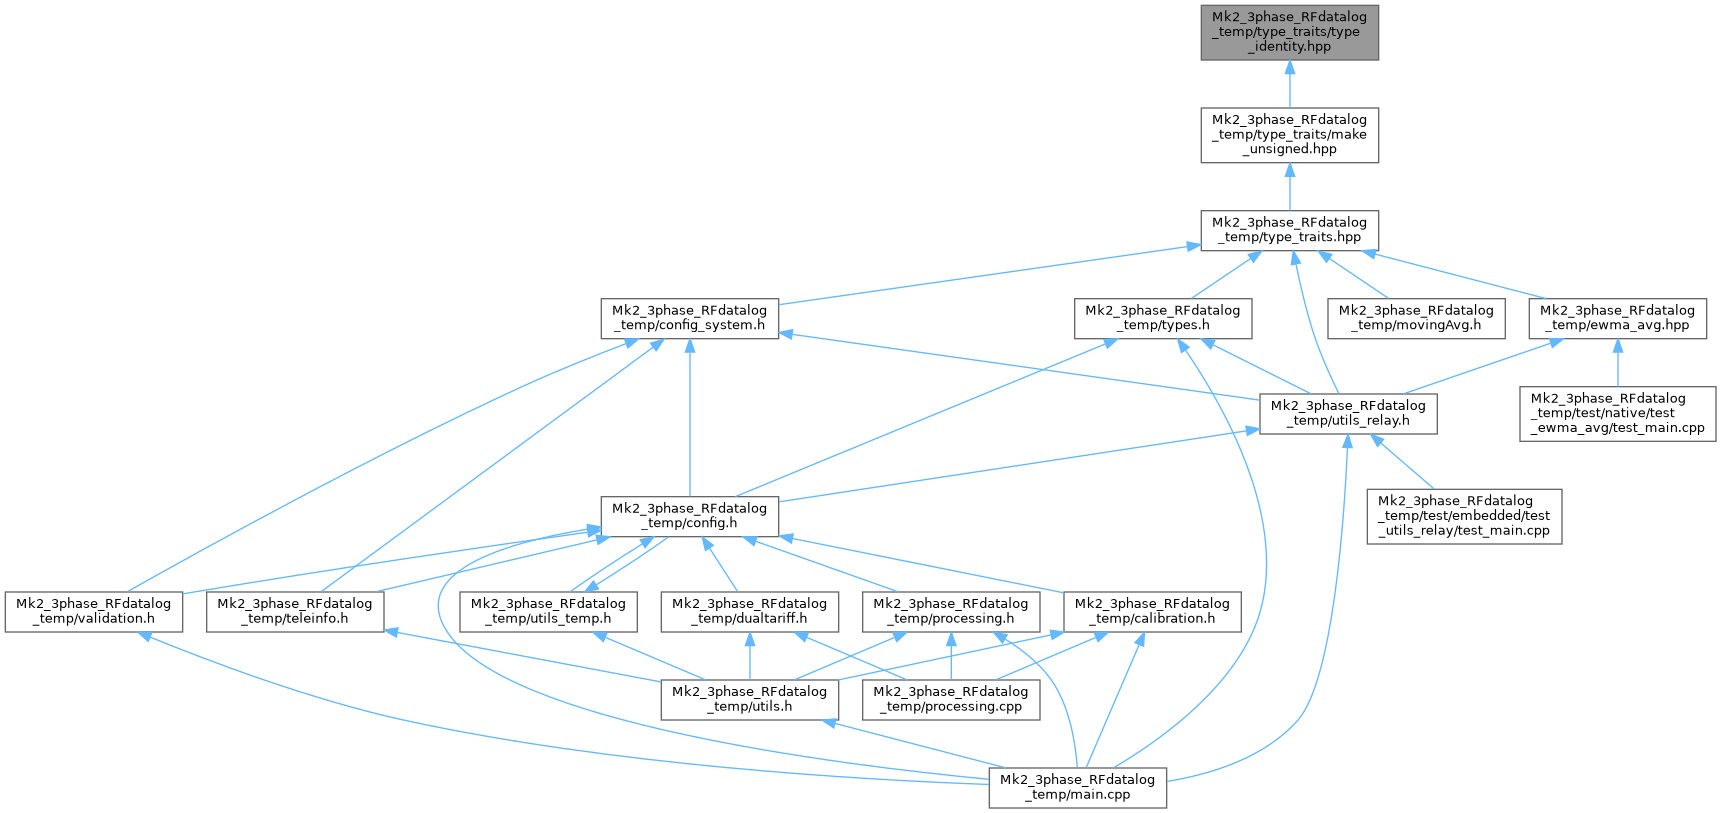 Mk2_3phase_RFdatalog
_temp/type_traits/type
_identity.hpp
Mk2_3phase_RFdatalog
_temp/type_traits/make
_unsigned.hpp
Mk2_3phase_RFdatalog
_temp/type_traits.hpp
Mk2_3phase_RFdatalog
_temp/config_system.h
Mk2_3phase_RFdatalog
_temp/types.h
Mk2_3phase_RFdatalog
_temp/movingAvg.h
Mk2_3phase_RFdatalog
_temp/ewma_avg.hpp
Mk2_3phase_RFdatalog
_temp/utils_relay.h
Mk2_3phase_RFdatalog
_temp/test/native/test
_ewma_avg/test_main.cpp
Mk2_3phase_RFdatalog
_temp/config.h
Mk2_3phase_RFdatalog
_temp/test/embedded/test
_utils_relay/test_main.cpp
Mk2_3phase_RFdatalog
_temp/validation.h
Mk2_3phase_RFdatalog
_temp/teleinfo.h
Mk2_3phase_RFdatalog
_temp/utils_temp.h
Mk2_3phase_RFdatalog
_temp/dualtariff.h
Mk2_3phase_RFdatalog
_temp/processing.h
Mk2_3phase_RFdatalog
_temp/calibration.h
Mk2_3phase_RFdatalog
_temp/utils.h
Mk2_3phase_RFdatalog
_temp/processing.cpp
Mk2_3phase_RFdatalog
_temp/main.cpp